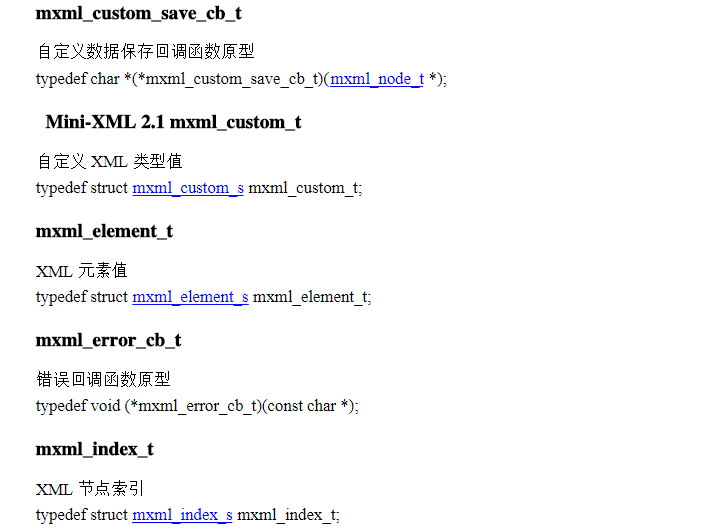 mxml_custom_save_cb_t
自定义数据保存回调函数原型
typedef char *(*mxml_custom_save_cb_t)(mxml_node_t *);
Mini-XML 2.1 mxml_custom_t
自定义 XML 类型值
typedef struct mxml_custom_s mxml_custom_t;
mxml_element_t
XML 元素值
typedef struct mxml_element_s mxml_element_t;
mxml_error_cb_t
错误回调函数原型
typedef void (*mxml_error_cb_t)(const char *);
mxml_index_t
XML 节点索引
typedef struct mxml_index_s mxml_index_t;